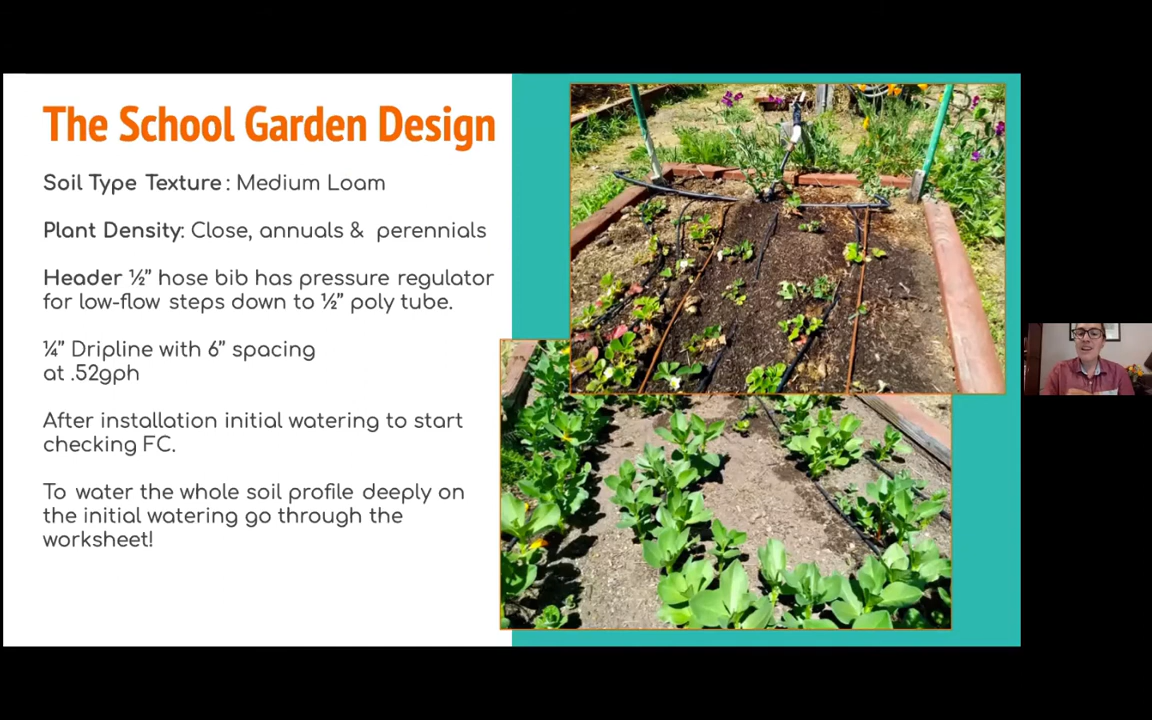 The School Garden Design
Soil Type Texture : Medium Loam
Plant Density: Close, annuals & perennials
Header ½” hose bib has pressure regulator
for low-flow steps down to ½” poly tube.
¼” Dripline with 6” spacing
at .52gph
After installation initial watering to start
checking FC.
To water the whole soil profile deeply on
the initial watering go through the
worksheet!